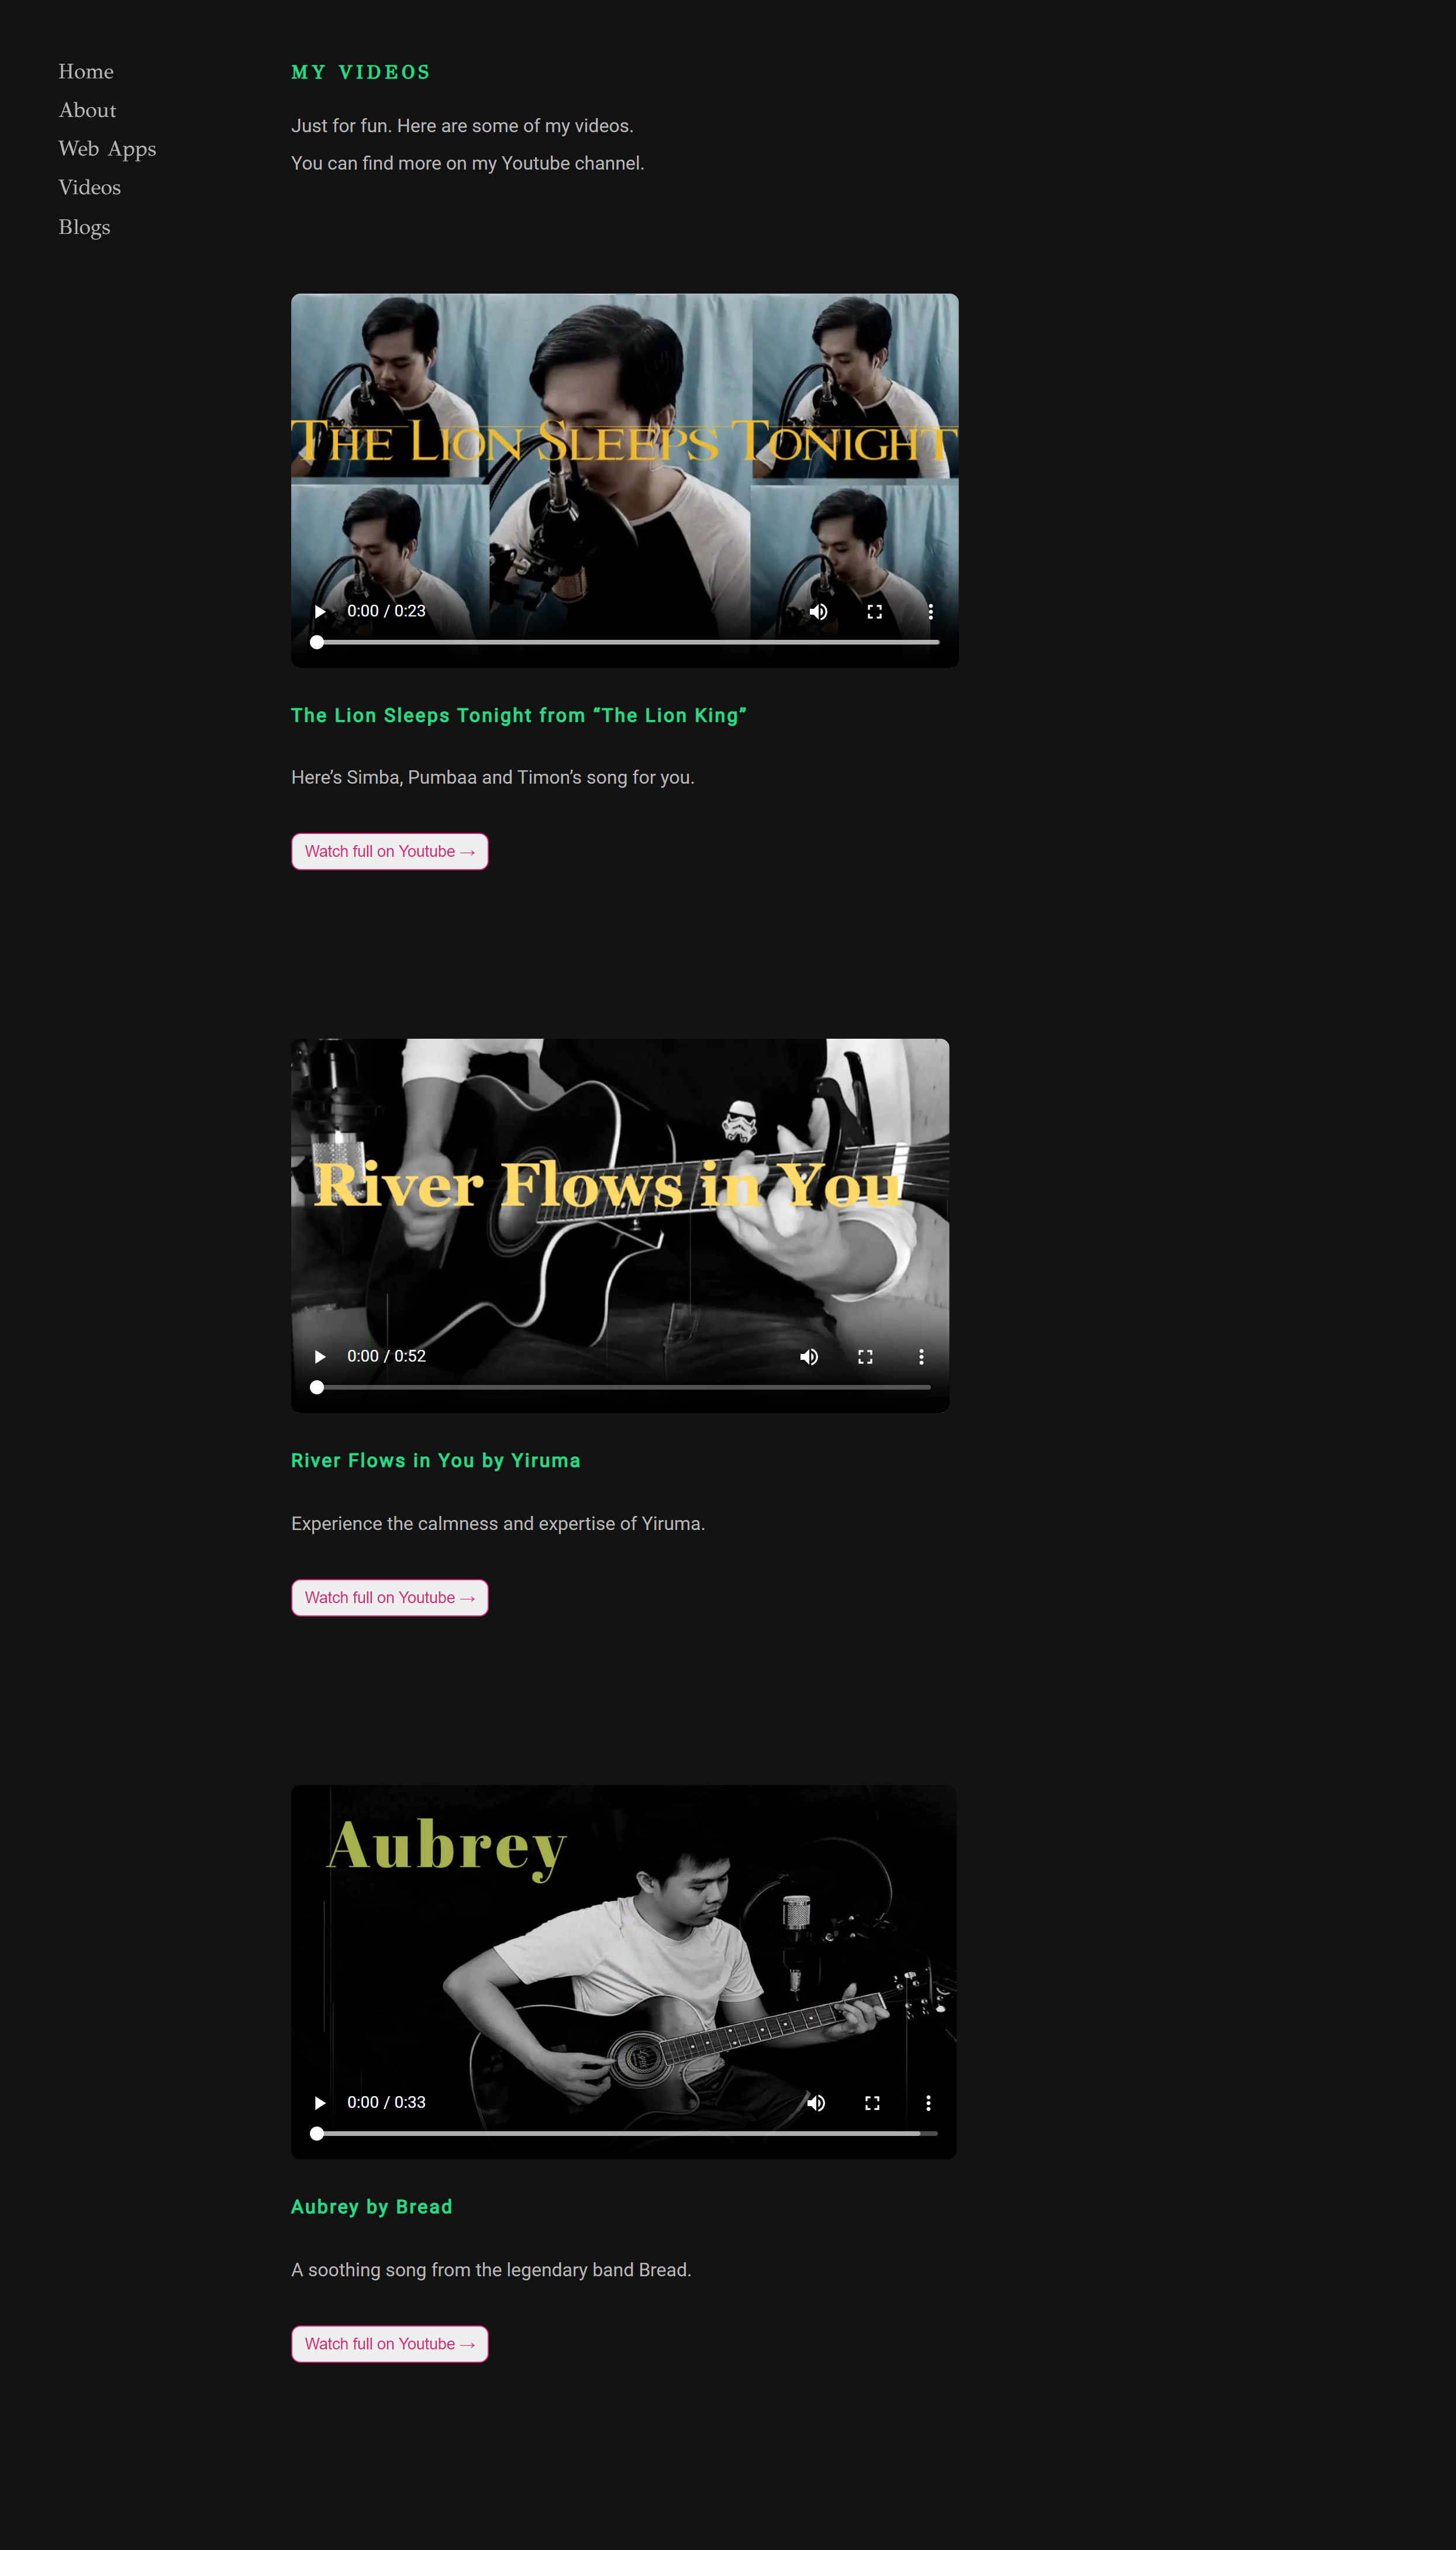 Home
About
Web Apps
Videos
Blogs
MY VIDEOS
Just for fun. Here are some of my videos.
You can find more on my Youtube channel.
THE LION SLEEPS TONIGHT
0:00 / 0:23
The Lion Sleeps Tonight from “The Lion King”
Here’s Simba, Pumbaa and Timon’s song for you.
Watch full on Youtube →
River Flows in You
0:00 / 0:52
River Flows in You by Yiruma
Experience the calmness and expertise of Yiruma.
Watch full on Youtube →
Aubrey
0:00 / 0:33
Aubrey by Bread
A soothing song from the legendary band Bread.
Watch full on Youtube →